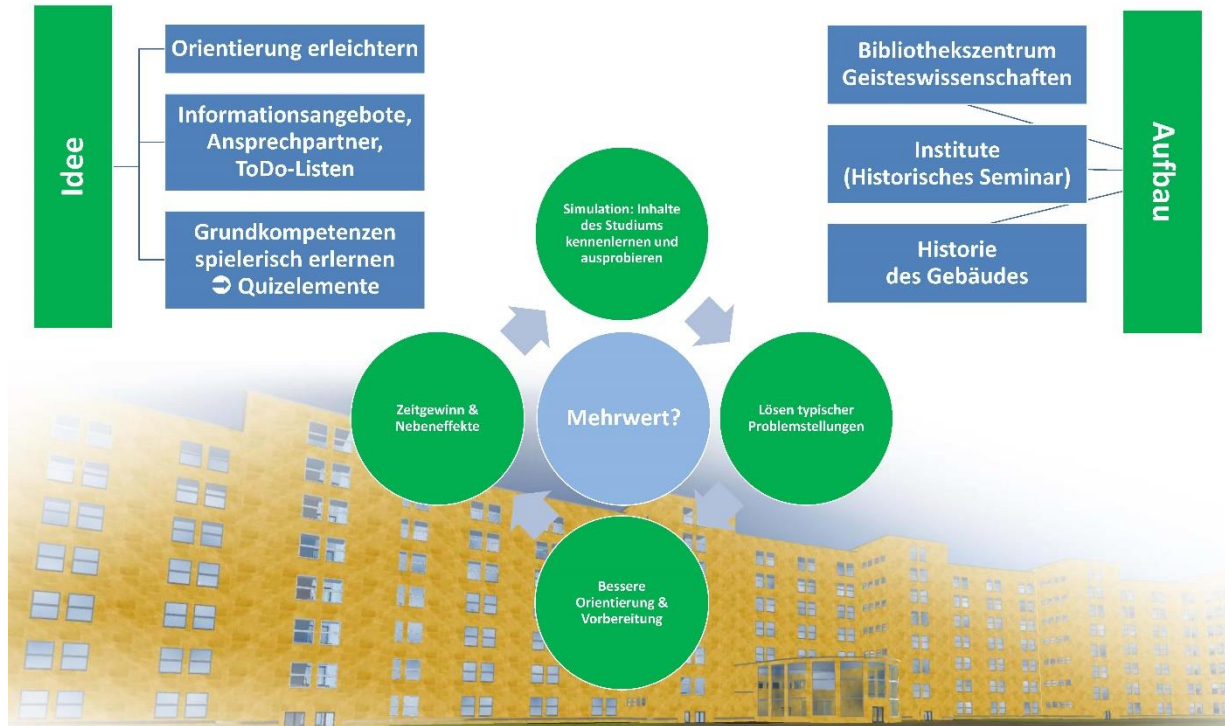 Idee
Orientierung erleichtern
Informationsangebote,
Ansprechpartner,
ToDo-Listen
Grundkompetenzen
spielerisch erlernen
➲ Quizelemente
Aufbau
Bibliothekszentrum
Geisteswissenschaften
Institute
(Historisches Seminar)
Historie
des Gebäudes
Mehrwert?
Simulation: Inhalte
des Studiums
kennenlernen und
ausprobieren
Lösen typischer
Problemstellungen
Bessere
Orientierung &
Vorbereitung
Zeitgewinn &
Nebeneffekte